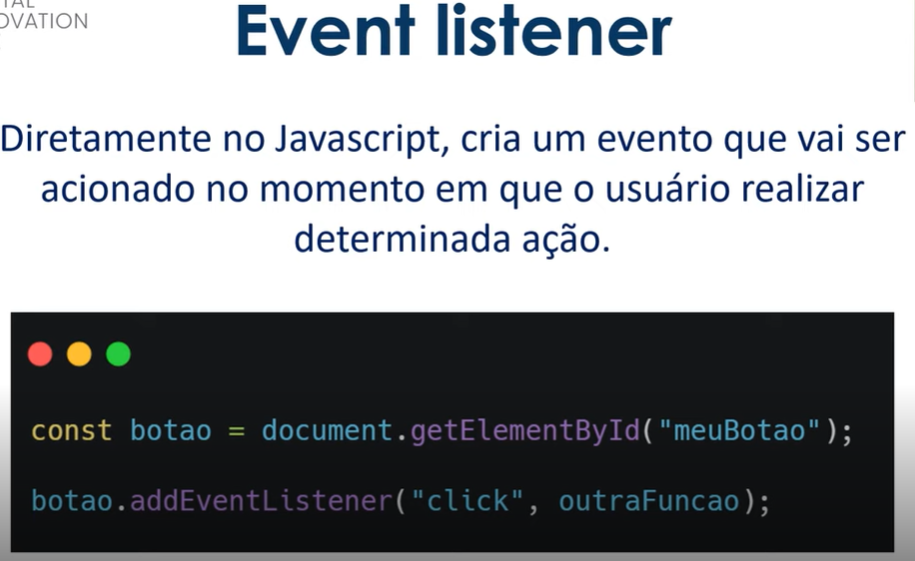 OVATION
Event listener
Diretamente no Javascript, cria um evento que vai ser
acionado no momento em que o usuário realizar
determinada ação.
const botao = document.getElementById("meuBotao");
botao.addEventListener("click", outraFuncao);